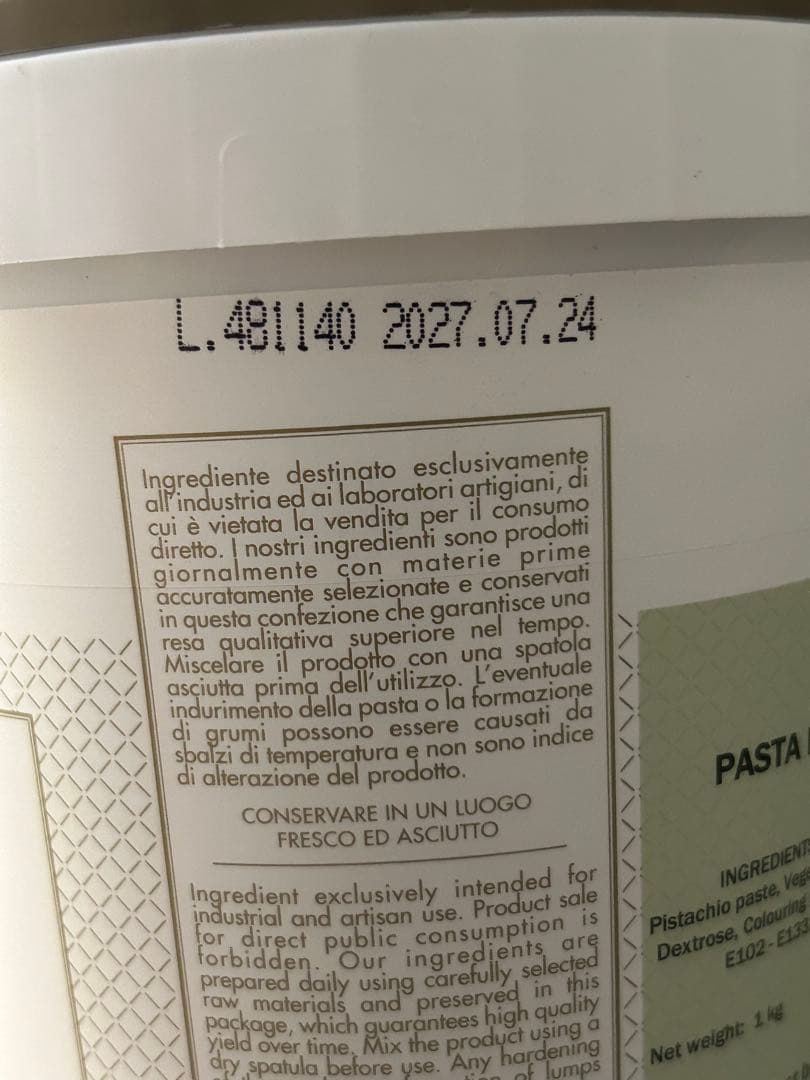 L.481140 2027.07.24
Ingrediente destinato esclusivamente
all'industria ed ai laboratori artigiani, di
cui è vietata la vendita per il consumo
diretto. I nostri ingredienti sono prodotti
giornalmente con materie prime
accuratamente selezionate e conservati
in questa confezione che garantisce una
resa qualitativa superiore nel tempo.
Miscelare il prodotto con una spatola
asciutta prima dell'utilizzo. L'eventuale
indurimento della pasta o la formazione
di grumi possono essere causati da
sbalzi di temperatura e non sono indice
di alterazione del prodotto.
CONSERVARE IN UN LUOGO
FRESCO ED ASCIUTTO
Ingredient exclusively intended for
industrial and artisan use. Product sale
for direct public consumption is
forbidden. Our ingredients are
prepared daily using carefully selected
raw materials and preserved in this
package, which guarantees high quality
yield over time. Mix the product using a
dry spatula before use. Any hardening
of lumps
PASTA
INGREDIENT
Pistachio paste, Vege
Dextrose, Colouring
E102 - E133
Net weight: 1 kg